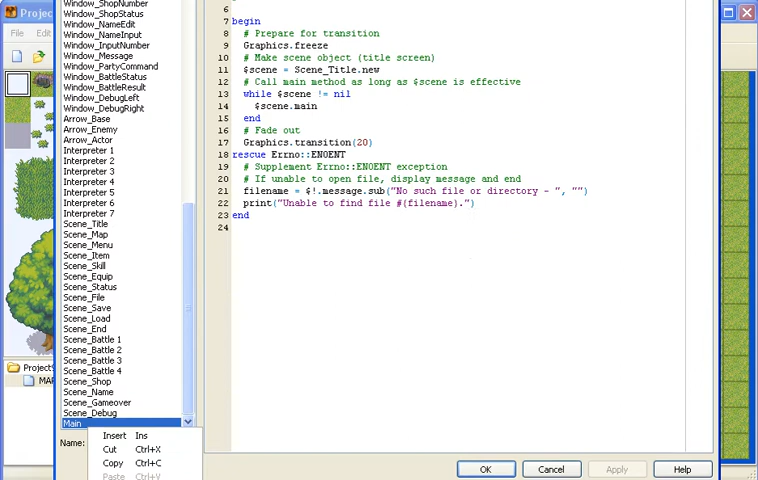 Projec
File
Ed
Window_ShopNumber
Window_ShopStatus
Window_NameEdit
Window_NameInput
Window_InputNumber
Window_Message
Window_PartyCommand
Window_BattleStatus
Window_BattleResult
Window_DebugLeft
Window_DebugRight
Arrow_Base
Arrow_Enemy
Arrow_Actor
Interpreter 1
Interpreter 2
Interpreter 3
Interpreter 4
Interpreter 5
Interpreter 6
Interpreter 7
Scene_Title
Scene_Map
Scene_Menu
Scene_Item
Scene_Skill
Scene_Equip
Scene_Status
Scene_File
Scene_Save
Scene_Load
Scene_End
Scene_Battle 1
Scene_Battle 2
Scene_Battle 3
Scene_Battle 4
Scene_Shop
Scene_Name
Scene_Gameover
Scene_Debug
Main
Project
MAP
Name:
Insert Ins
Cut Ctrl+X
Copy Ctrl+C
Paste Ctrl+V
6
7 begin
8 # Prepare for transition
9 Graphics.freeze
10 # Make scene object (title screen)
11 $scene = Scene_Title.new
12 # Call main method as long as $scene is effective
13 while $scene != nil
14 $scene.main
15 end
16 # Fade out
17 Graphics.transition(20)
18 rescue Errno::ENOENT
19 # Supplement Errno::ENOENT exception
20 # If unable to open file, display message and end
21 filename = $!.message.sub("No such file or directory - ", "")
22 print("Unable to find file #(filename).")
23 end
24
OK
Cancel
Apply
Help